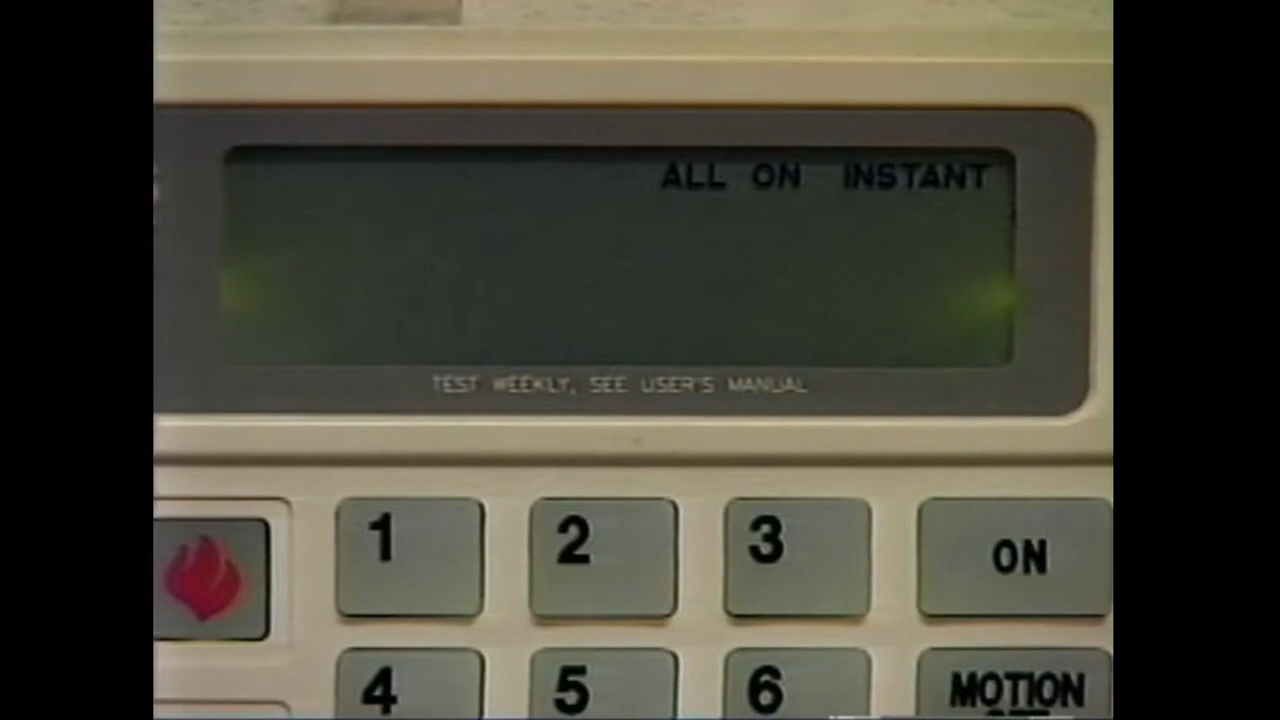 ALL ON INSTANT
TEST WEEKLY, SEE USER'S MANUAL
1 2 3 ON
4 5 6 MOTION